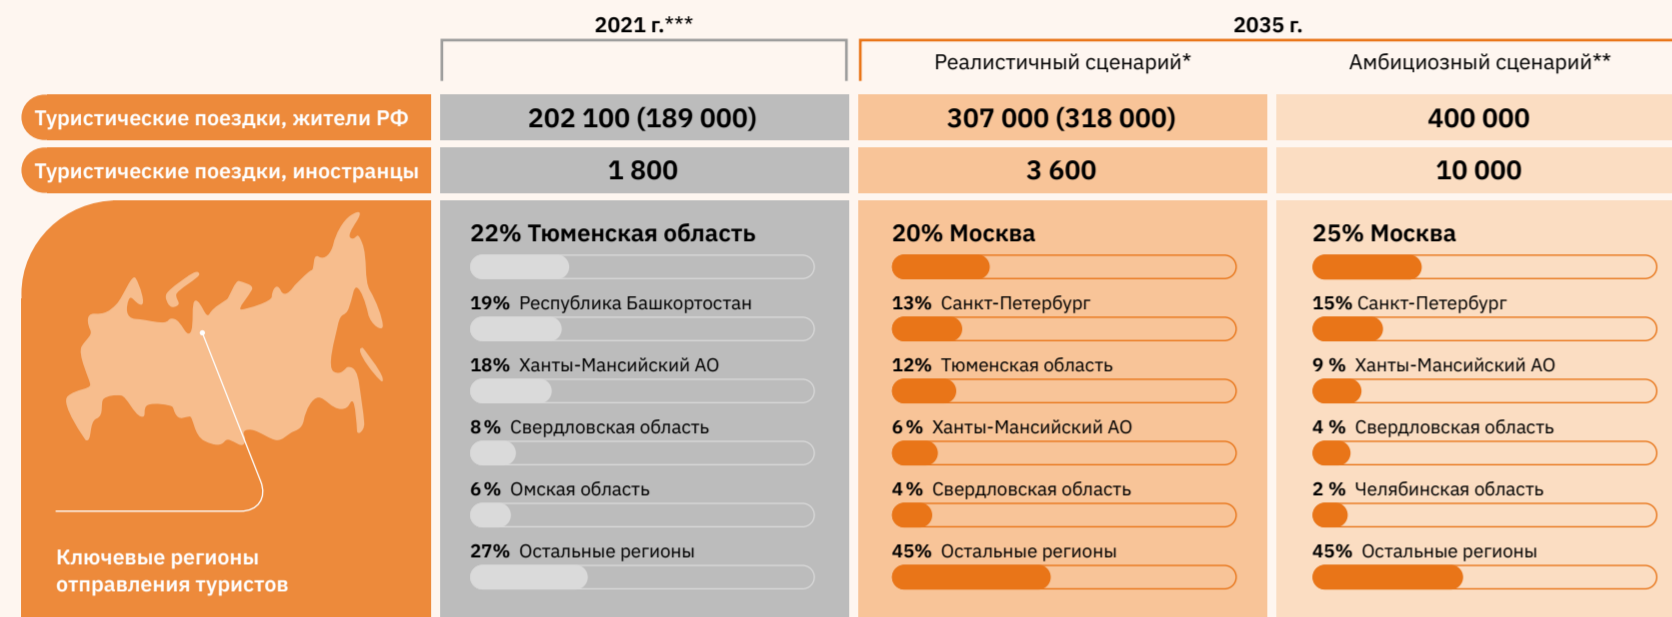 2021 г.***
2035 г.
Реалистичный сценарий*
Амбициозный сценарий**
Туристические поездки, жители РФ
202 100 (189 000)
307 000 (318 000)
400 000
Туристические поездки, иностранцы
1 800
3 600
10 000
Ключевые регионы
отправления туристов
22% Тюменская область
19% Республика Башкортостан
18% Ханты-Мансийский АО
8% Свердловская область
6% Омская область
27% Остальные регионы
20% Москва
13% Санкт-Петербург
12% Тюменская область
6% Ханты-Мансийский АО
4% Свердловская область
45% Остальные регионы
25% Москва
15% Санкт-Петербург
9 % Ханты-Мансийский АО
4 % Свердловская область
2 % Челябинская область
45% Остальные регионы